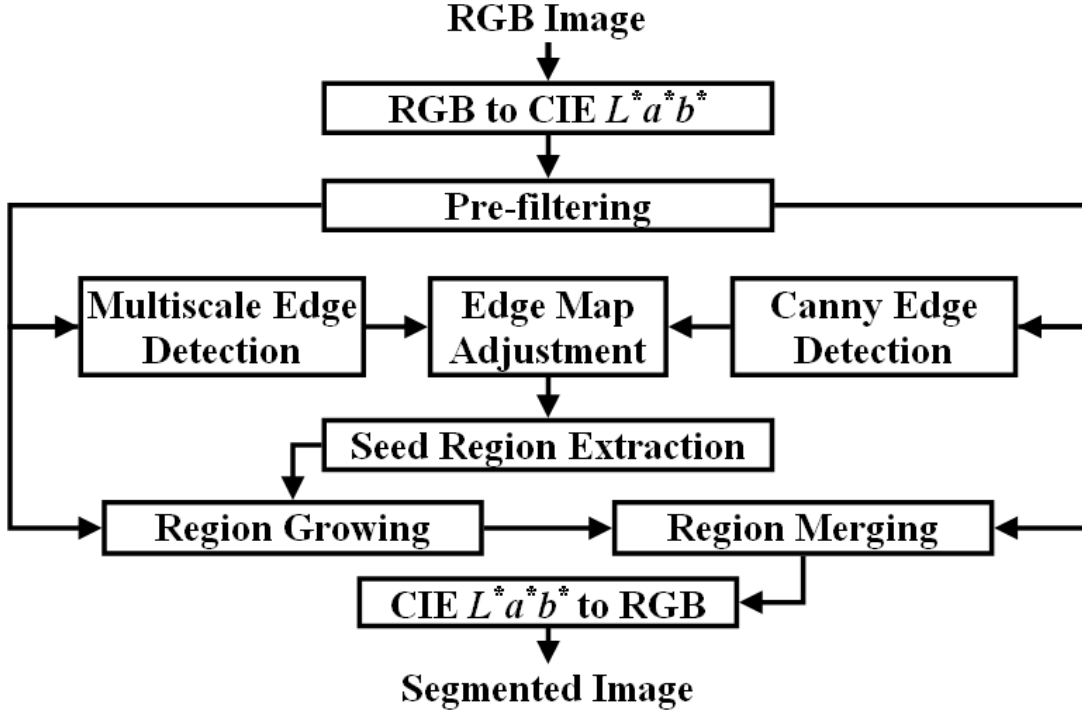 RGB Image
RGB to CIE L*a*b*
Pre-filtering
Multiscale Edge
Detection
Edge Map
Adjustment
Canny Edge
Detection
Seed Region Extraction
Region Growing
Region Merging
CIE L*a*b* to RGB
Segmented Image